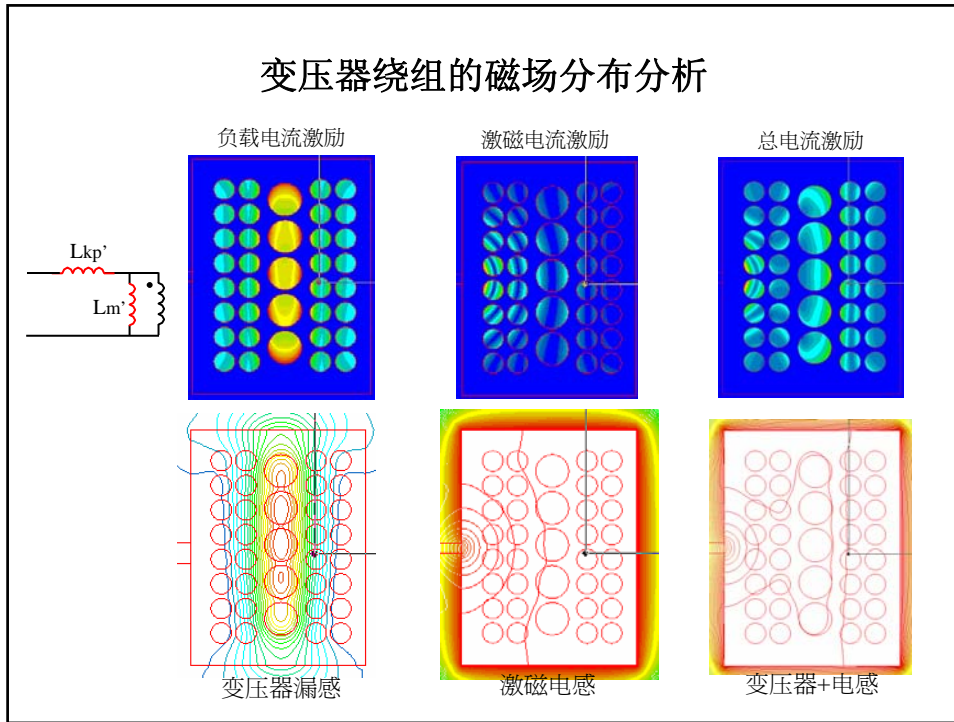 变压器绕组的磁场分布分析
负载电流激励
激磁电流激励
总电流激励
Lkp’
Lm’
变压器漏感
激磁电感
变压器+电感